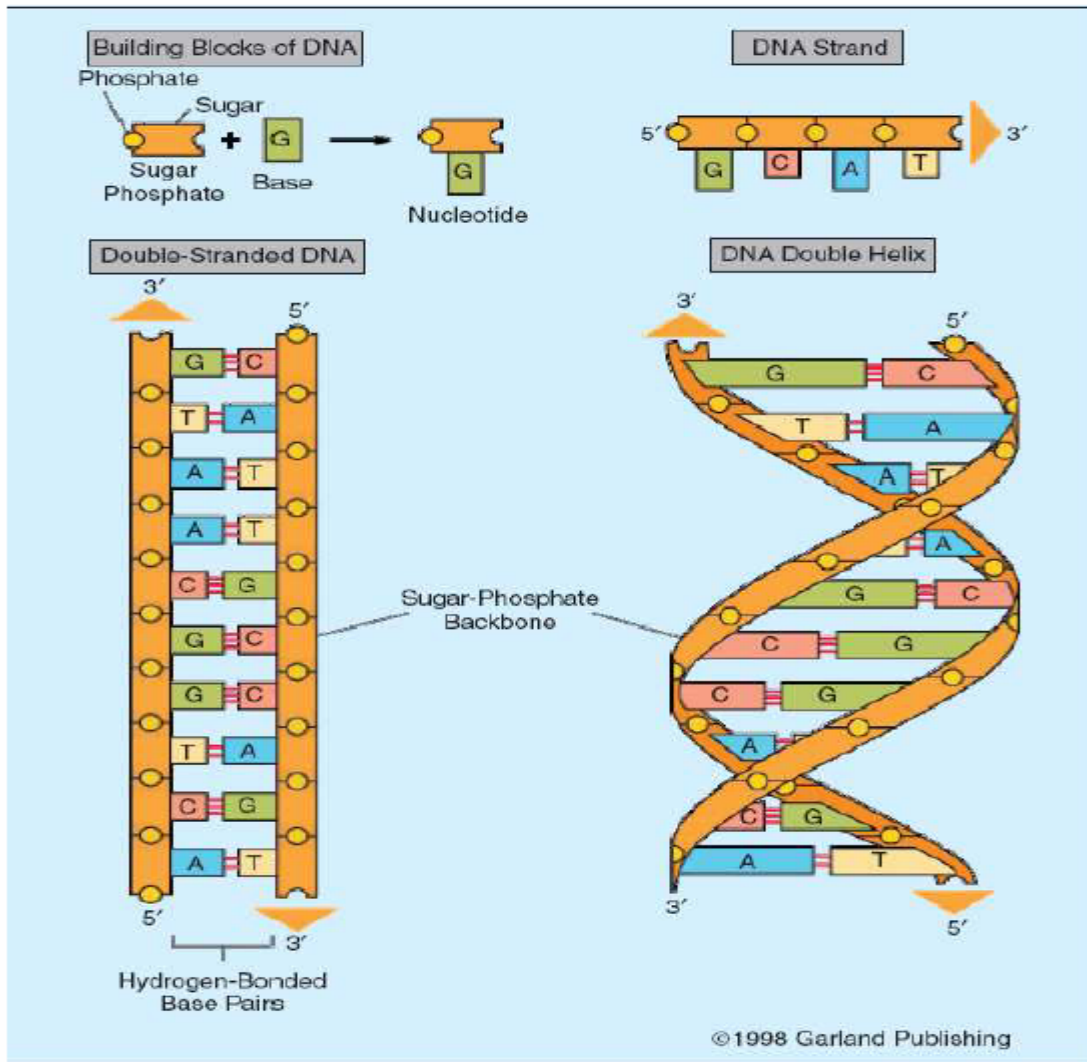 Building Blocks of DNA
Phosphate
Sugar
+
G
Sugar
Phosphate
Base
G
Nucleotide
DNA Strand
5′
3′
G
C
A
T
Double-Stranded DNA
3′
5′
G C
T A
A T
A T
C G
G C
G C
T A
C G
A T
5′
3′
Hydrogen-Bonded
Base Pairs
Sugar-Phosphate
Backbone
DNA Double Helix
3′
5′
G C
T A
A T
A
G C
C G
C G
A
C G
A T
3′
5′
©1998 Garland Publishing